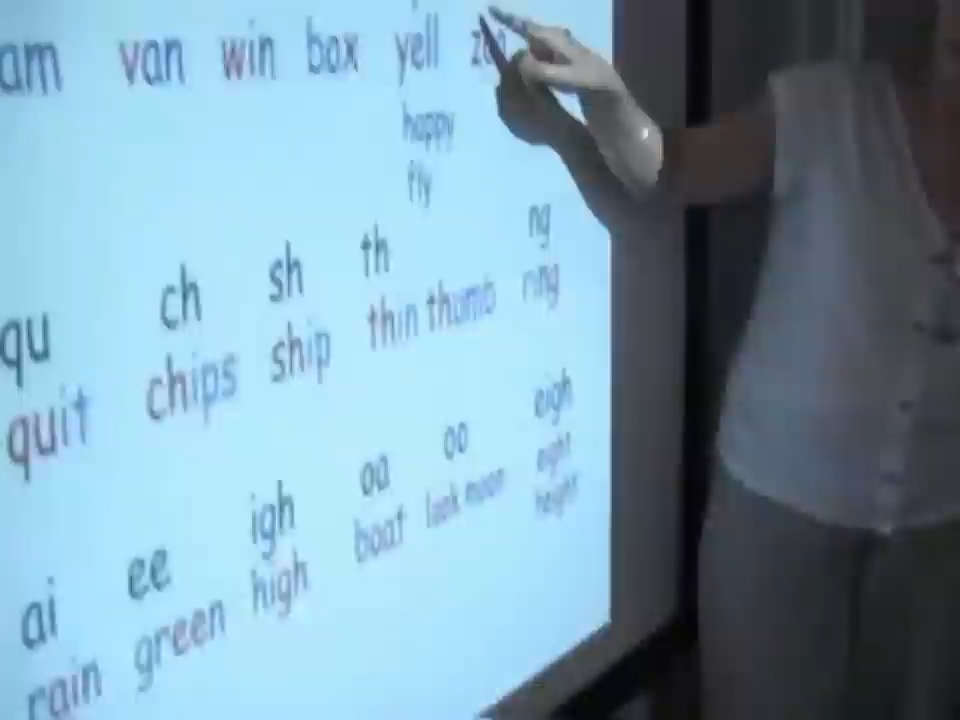 am van win box yell
happy
fly
qu ch sh th ng
quit chips ship thin thumb ring
ai ee igh oa oo eigh
rain green high boat look moon eight
height